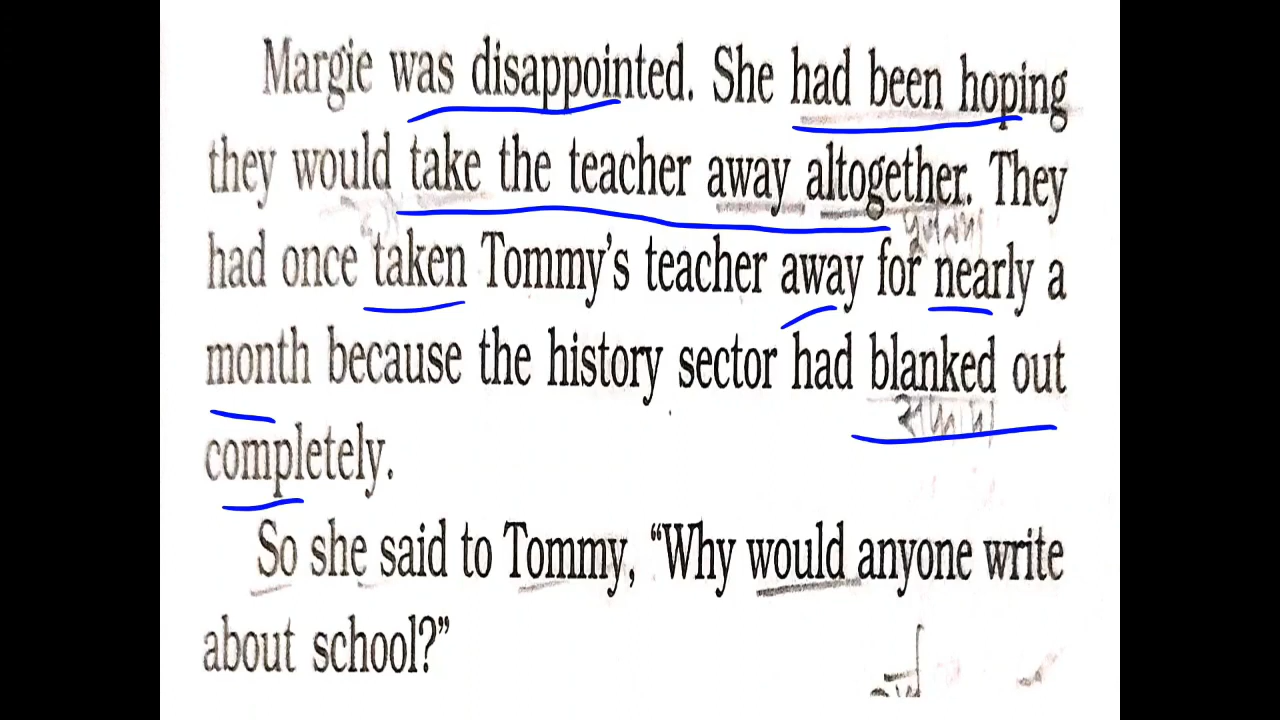 Margie was disappointed. She had been hoping
they would take the teacher away altogether. They
had once taken Tommy's teacher away for nearly a
month because the history sector had blanked out
completely.
So she said to Tommy, “Why would anyone write
about school?”